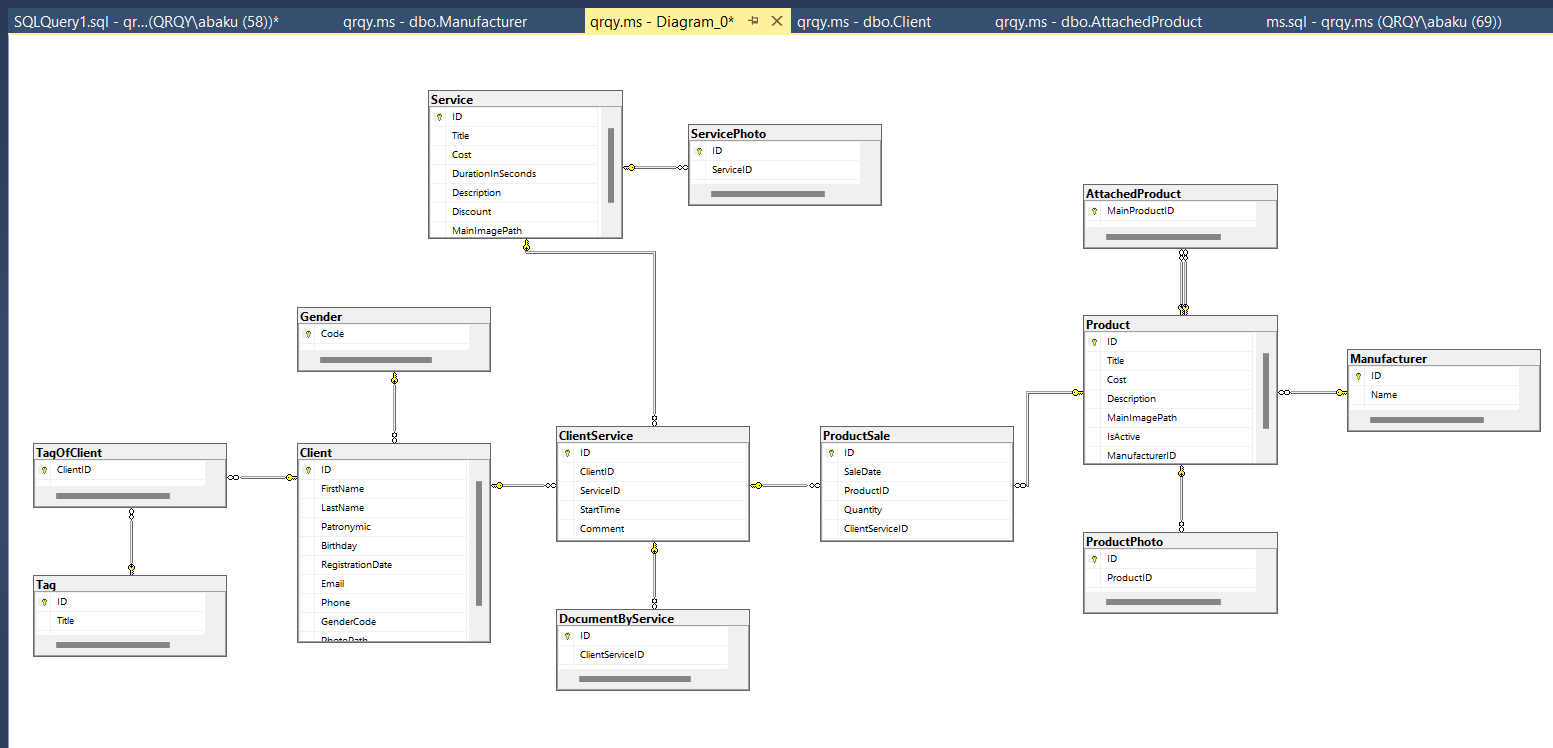 SQLQuery1.sql - qr...(QRQY\abaku (58))*
qrqy.ms - dbo.Manufacturer
qrqy.ms - Diagram_0*
qrqy.ms - dbo.Client
qrqy.ms - dbo.AttachedProduct
ms.sql - qrqy.ms (QRQY\abaku (69))
Service
ID
Title
Cost
DurationInSeconds
Description
Discount
MainImagePath
ServicePhoto
ID
ServiceID
AttachedProduct
MainProductID
Gender
Code
Product
ID
Title
Cost
Description
MainImagePath
IsActive
ManufacturerID
Manufacturer
ID
Name
TagOfClient
ClientID
Client
ID
FirstName
LastName
Patronymic
Birthday
RegistrationDate
Email
Phone
GenderCode
PhotoPath
ClientService
ID
ClientID
ServiceID
StartTime
Comment
ProductSale
ID
SaleDate
ProductID
Quantity
ClientServiceID
ProductPhoto
ID
ProductID
Tag
ID
Title
DocumentByService
ID
ClientServiceID